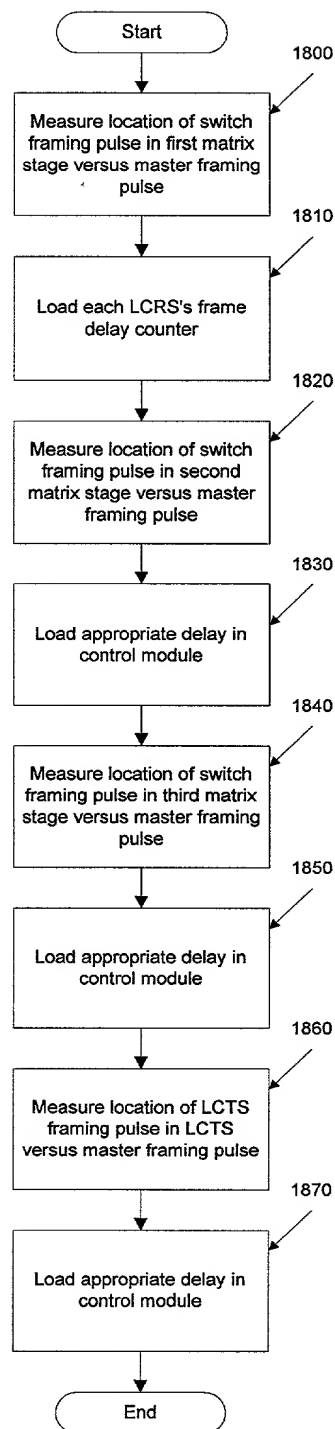 Start
1800
Measure location of switch
framing pulse in first matrix
stage versus master framing
pulse
1810
Load each LCRS's frame
delay counter
1820
Measure location of switch
framing pulse in second
matrix stage versus master
framing pulse
1830
Load appropriate delay in
control module
1840
Measure location of switch
framing pulse in third matrix
stage versus master framing
pulse
1850
Load appropriate delay in
control module
1860
Measure location of LCTS
framing pulse in LCTS
versus master framing pulse
1870
Load appropriate delay in
control module
End